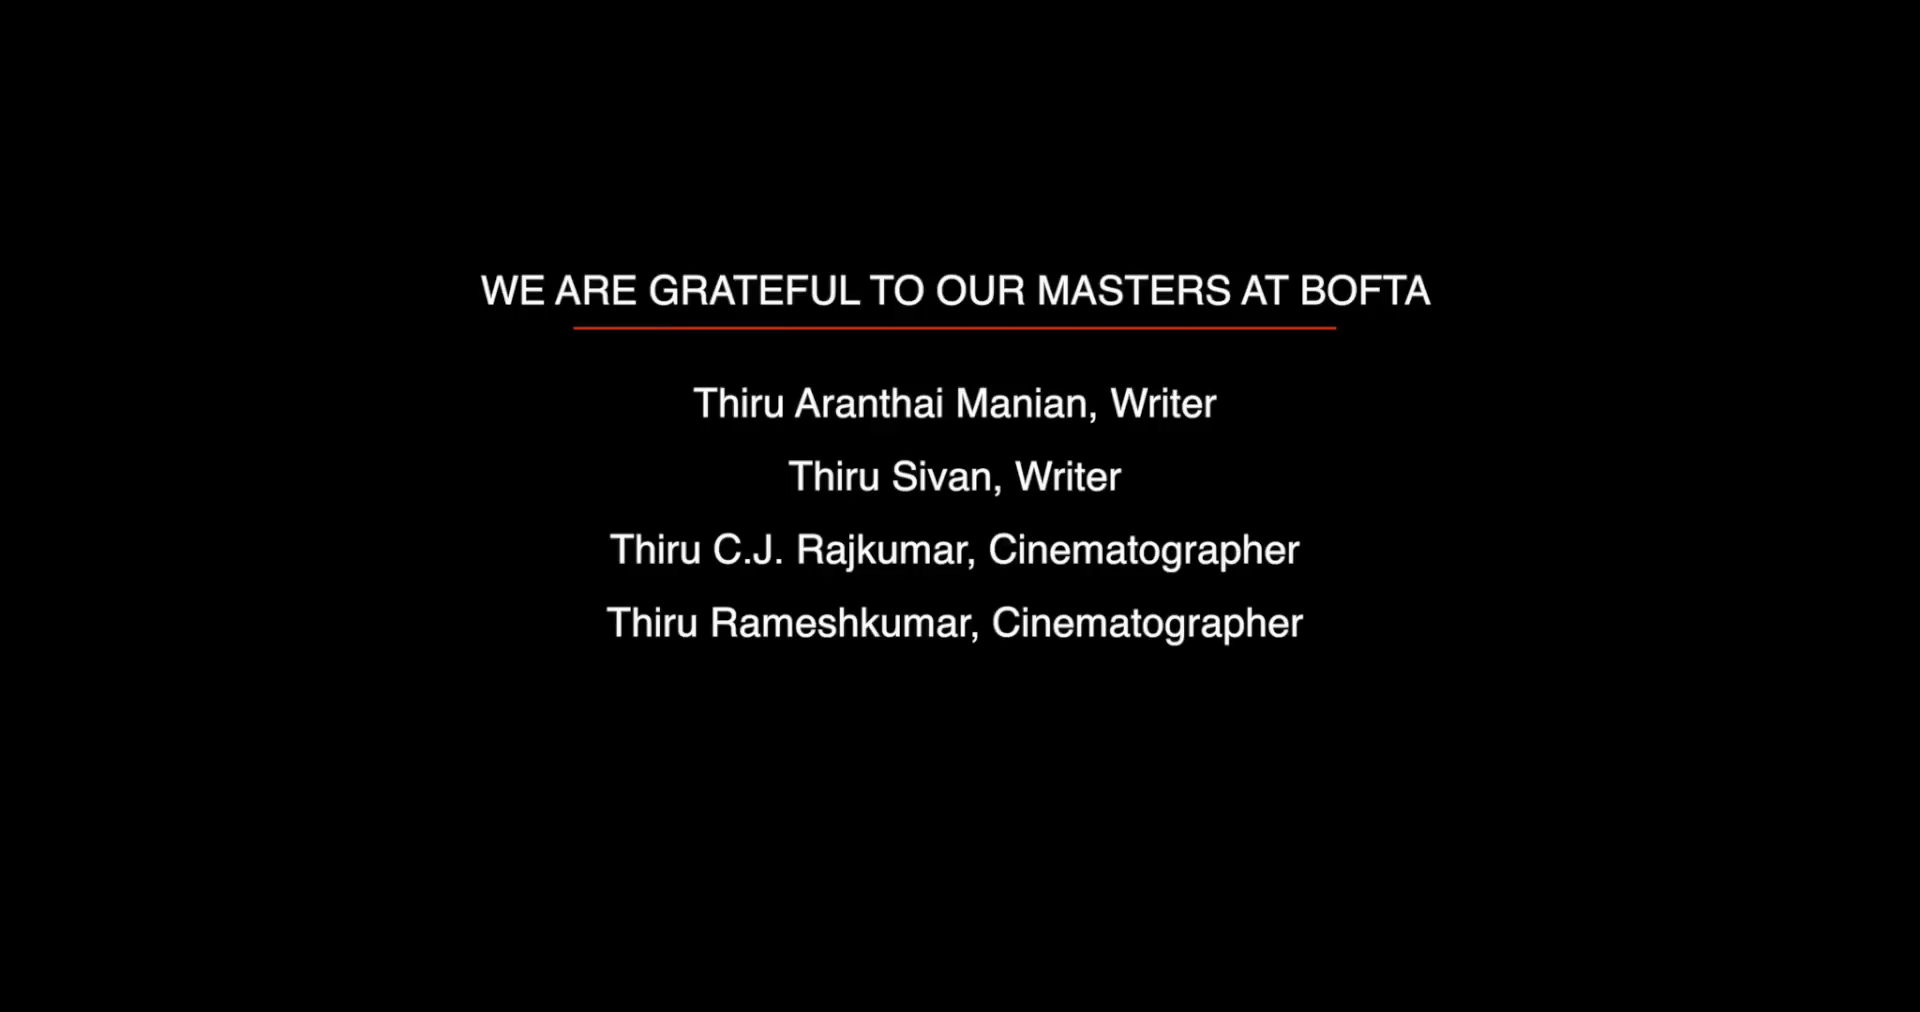 WE ARE GRATEFUL TO OUR MASTERS AT BOFTA
Thiru Aranthai Manian, Writer
Thiru Sivan, Writer
Thiru C.J. Rajkumar, Cinematographer
Thiru Rameshkumar, Cinematographer